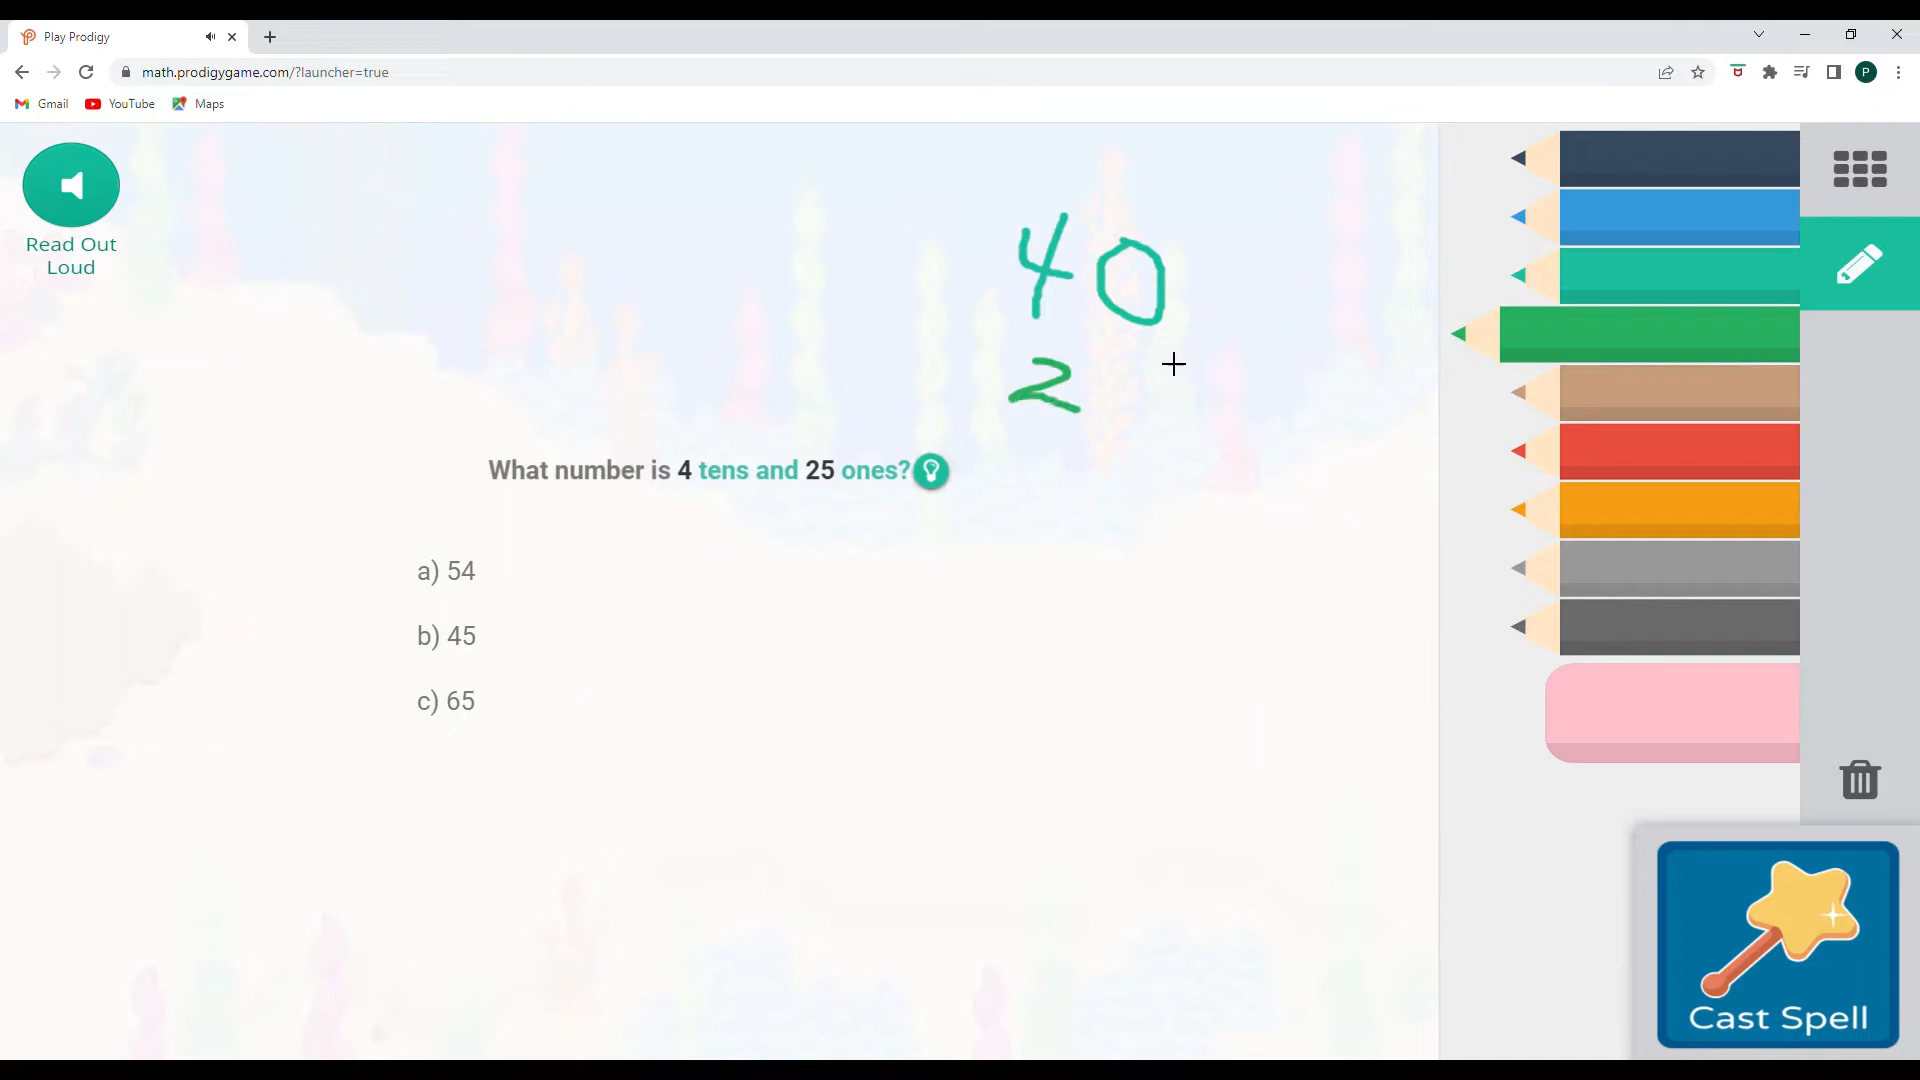 Play Prodigy
math.prodigygame.com/?launcher=true
P
Gmail YouTube Maps
Read Out
Loud
40
2
What number is 4 tens and 25 ones?
a) 54
b) 45
c) 65
Cast Spell